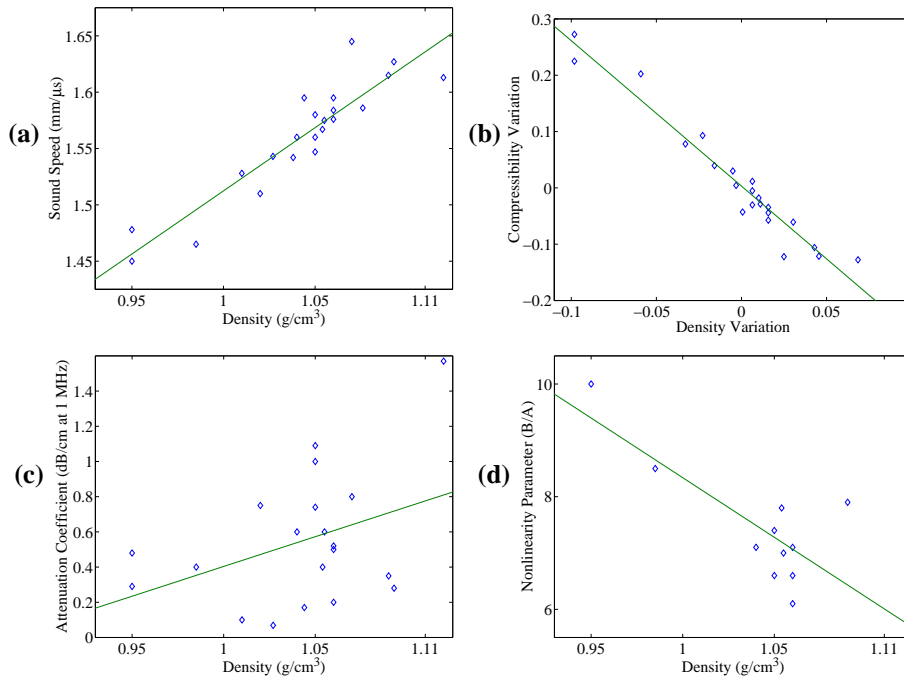 (a)
Sound Speed (mm/μs)
1.65
1.6
1.55
1.5
1.45
0.95 1 1.05 1.11
Density (g/cm³)
(b)
Compressibility Variation
0.3
0.2
0.1
0
−0.1
−0.2
−0.1 −0.05 0 0.05
Density Variation
(c)
Attenuation Coefficient (dB/cm at 1 MHz)
1.4
1.2
1
0.8
0.6
0.4
0.2
0
0.95 1 1.05 1.11
Density (g/cm³)
(d)
Nonlinearity Parameter (B/A)
10
8
6
0.95 1 1.05 1.11
Density (g/cm³)